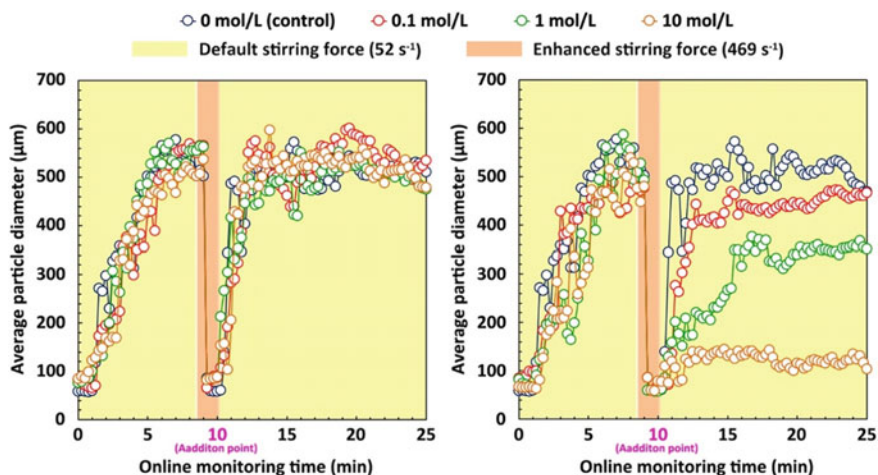 0 mol/L (control) 0.1 mol/L 1 mol/L 10 mol/L
Default stirring force (52 s⁻¹) Enhanced stirring force (469 s⁻¹)
Average particle diameter (μm)
700
600
500
400
300
200
100
0
0 5 10 15 20 25
(Aadditon point)
Online monitoring time (min)
Average particle diameter (μm)
700
600
500
400
300
200
100
0
0 5 10 15 20 25
(Aadditon point)
Online monitoring time (min)